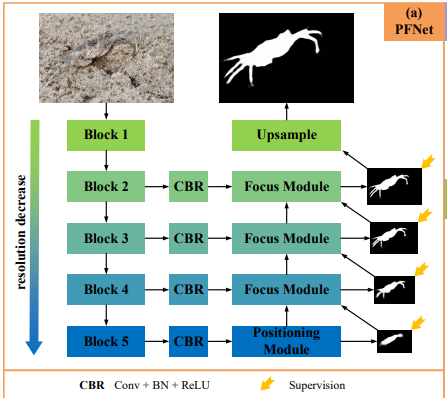 (a)
PFNet
Block 1
Upsample
Block 2
CBR
Focus Module
Block 3
CBR
Focus Module
Block 4
CBR
Focus Module
Block 5
CBR
Positioning
Module
resolution decrease
CBR Conv + BN + ReLU
Supervision